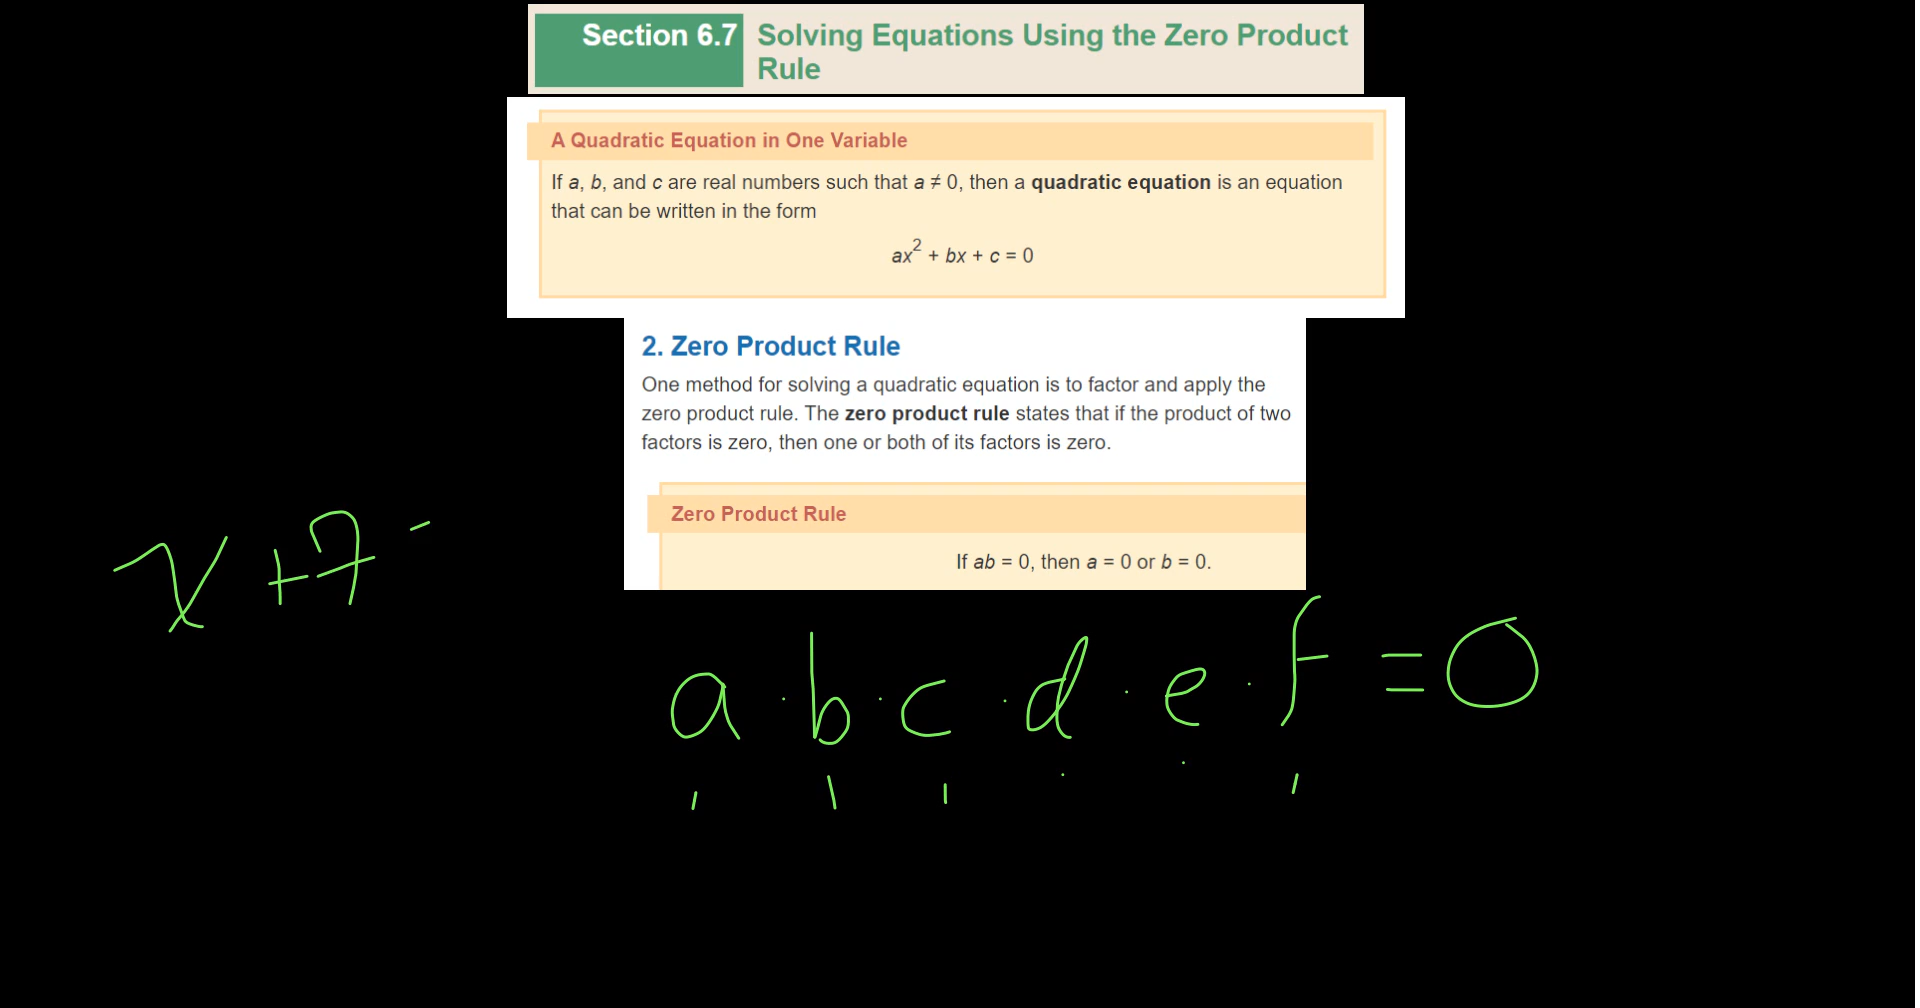 Section 6.7 Solving Equations Using the Zero Product
Rule
A Quadratic Equation in One Variable
If a, b, and c are real numbers such that a ≠ 0, then a quadratic equation is an equation
that can be written in the form
ax² + bx + c = 0
2. Zero Product Rule
One method for solving a quadratic equation is to factor and apply the
zero product rule. The zero product rule states that if the product of two
factors is zero, then one or both of its factors is zero.
Zero Product Rule
If ab = 0, then a = 0 or b = 0.
x + 7 -
a · b · c · d · e · f = 0